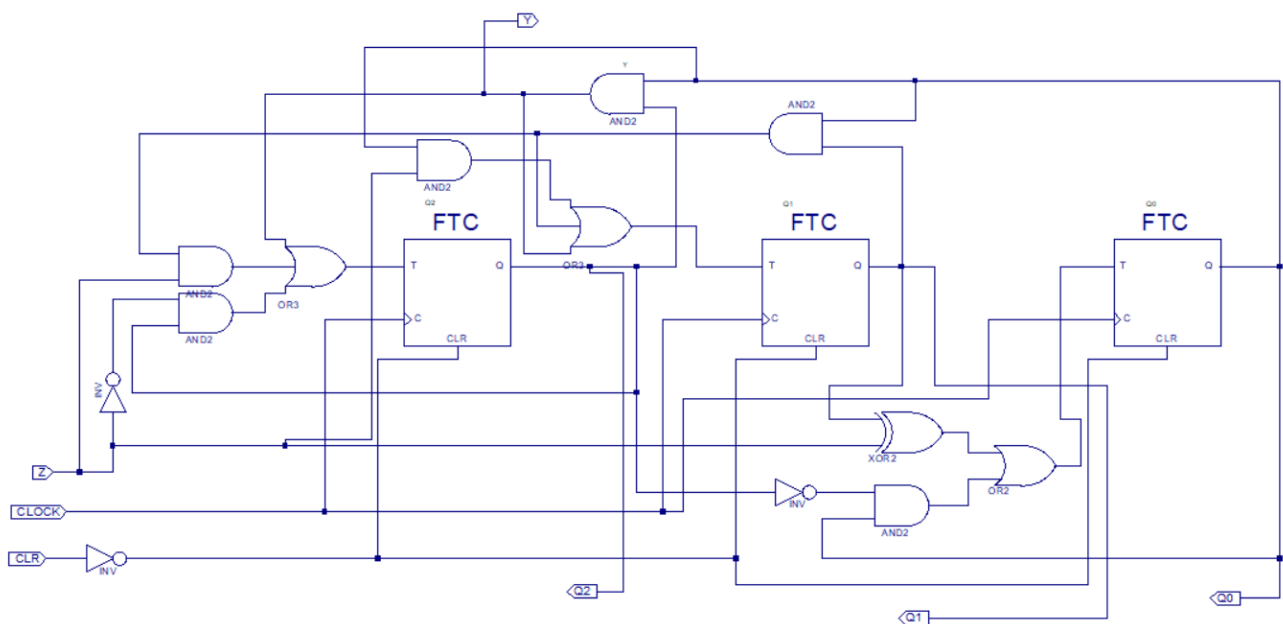 Y
Y
AND2
AND2
AND2
Q2
FTC
Q1
FTC
Q0
FTC
T
Q
OR3
T
Q
T
Q
AND2
OR3
C
C
C
AND2
CLR
CLR
CLR
INV
XOR2
Z
OR2
INV
CLOCK
AND2
CLR
INV
Q2
Q0
Q1